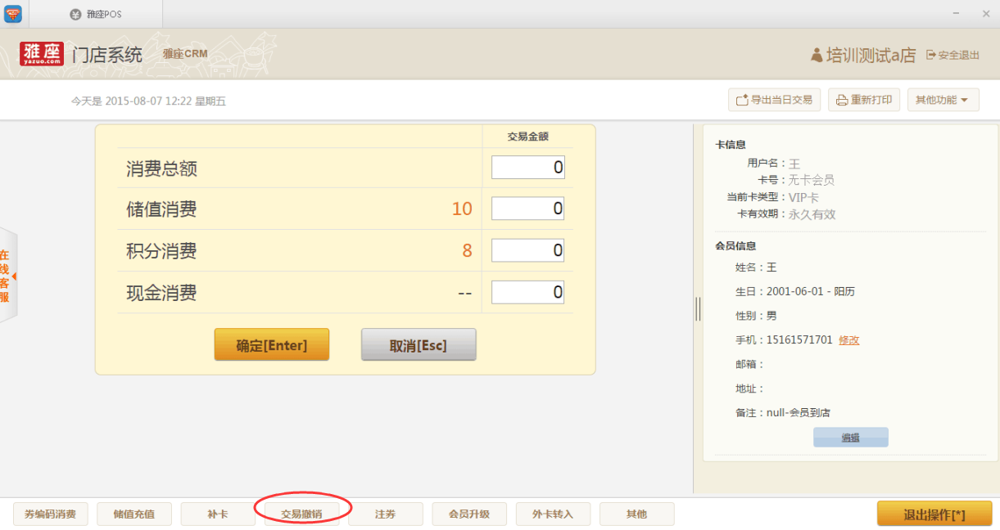 雅座POS
雅座
yazuo.com
门店系统
雅座CRM
培训测试a店
安全退出
今天是 2015-08-07 12:22 星期五
导出当日交易
重新打印
其他功能
交易金额
消费总额 0
储值消费 10 0
积分消费 8 0
现金消费 -- 0
确定[Enter]
取消[Esc]
在线客服
卡信息
用户名：王
卡号：无卡会员
当前卡类型：VIP卡
卡有效期：永久有效
会员信息
姓名：王
生日：2001-06-01 - 阳历
性别：男
手机：15161571701 修改
邮箱：
地址：
备注：null-会员到店
编辑
券编码消费
储值充值
补卡
交易撤销
注券
会员升级
外卡转入
其他
退出操作[*]